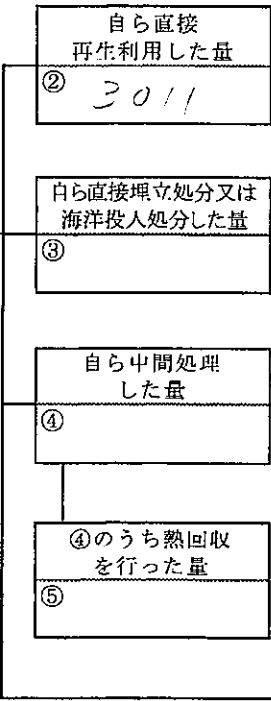 自ら直接
再生利用した量
② 3011
自ら直接埋立処分又は
海洋投入処分した量
③
自ら中間処理
した量
④
④のうち熱回収
を行った量
⑤